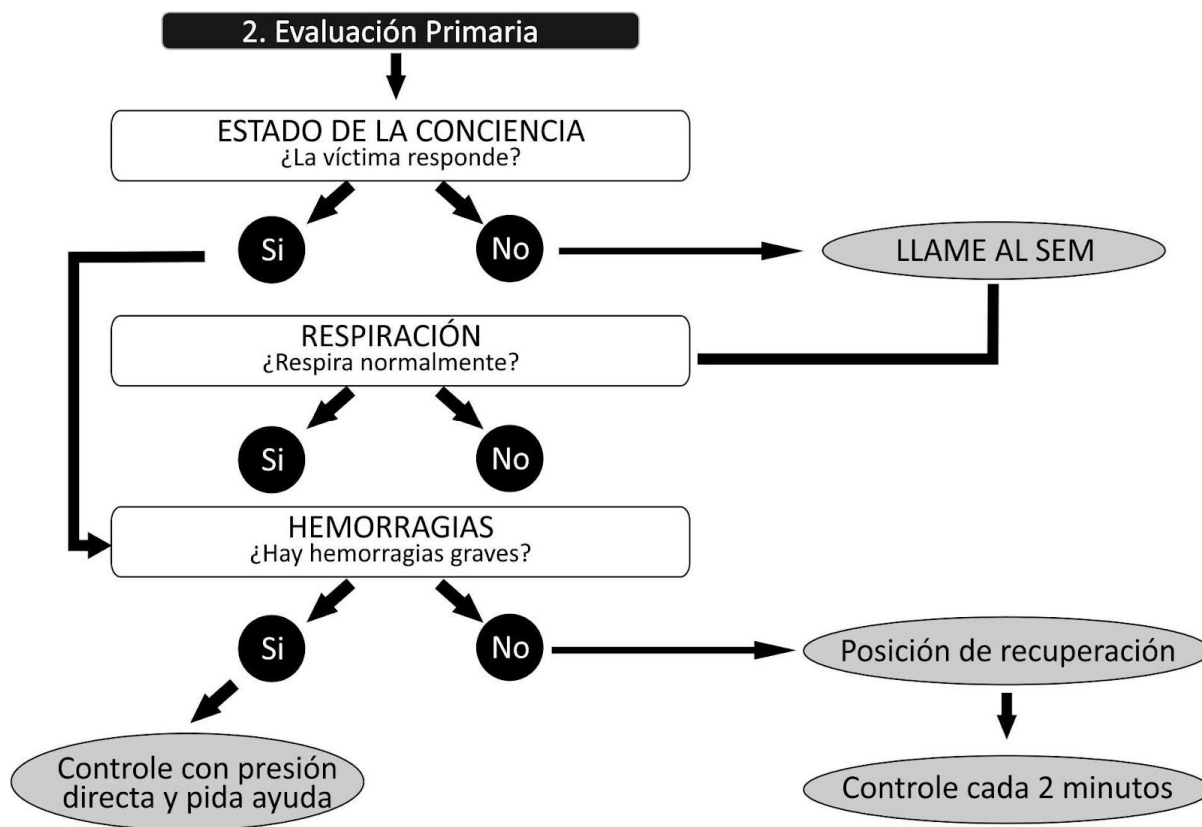 2. Evaluación Primaria
ESTADO DE LA CONCIENCIA
¿La víctima responde?
Si
No
LLAME AL SEM
RESPIRACIÓN
¿Respira normalmente?
Si
No
HEMORRAGIAS
¿Hay hemorragias graves?
Si
No
Posición de recuperación
Controle con presión
directa y pida ayuda
Controle cada 2 minutos